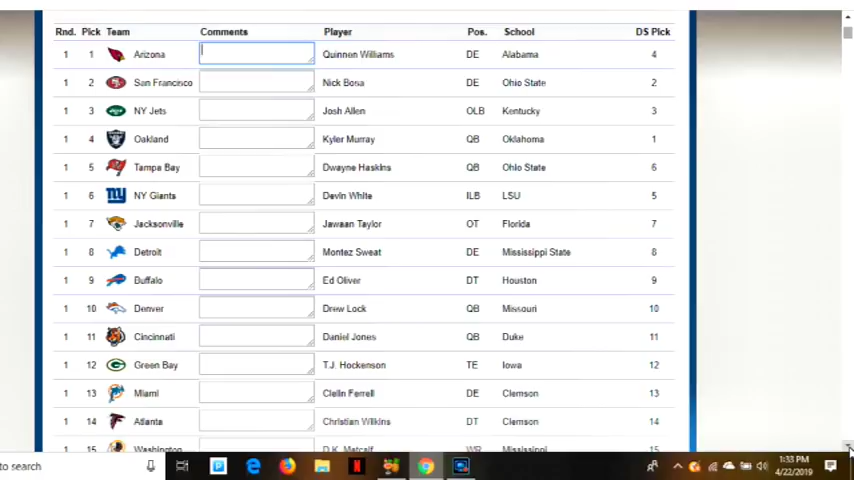 Rnd. Pick Team Comments Player Pos. School DS Pick
1 1 Arizona Quinnen Williams DE Alabama 4
1 2 San Francisco Nick Bosa DE Ohio State 2
1 3 NY Jets Josh Allen OLB Kentucky 3
1 4 Oakland Kyler Murray QB Oklahoma 1
1 5 Tampa Bay Dwayne Haskins QB Ohio State 6
1 6 NY Giants Devin White ILB LSU 5
1 7 Jacksonville Jawaan Taylor OT Florida 7
1 8 Detroit Montez Sweat DE Mississippi State 8
1 9 Buffalo Ed Oliver DT Houston 9
1 10 Denver Drew Lock QB Missouri 10
1 11 Cincinnati Daniel Jones QB Duke 11
1 12 Green Bay T.J. Hockenson TE Iowa 12
1 13 Miami Clelin Ferrell DE Clemson 13
1 14 Atlanta Christian Wilkins DT Clemson 14
1 15 Washington D.K. Metcalf WR Mississippi 15
to search 1:33 PM
4/22/2019